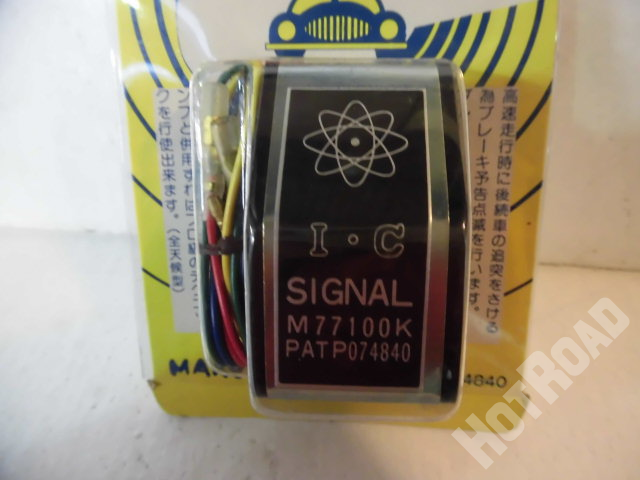 高速走行時に後続車の追突をさける
為ブレーキ予告点滅を行います。
I・C
SIGNAL
M77100K
PATP074840
クを行使出来ます。(全天候型)
4840
HOTROAD